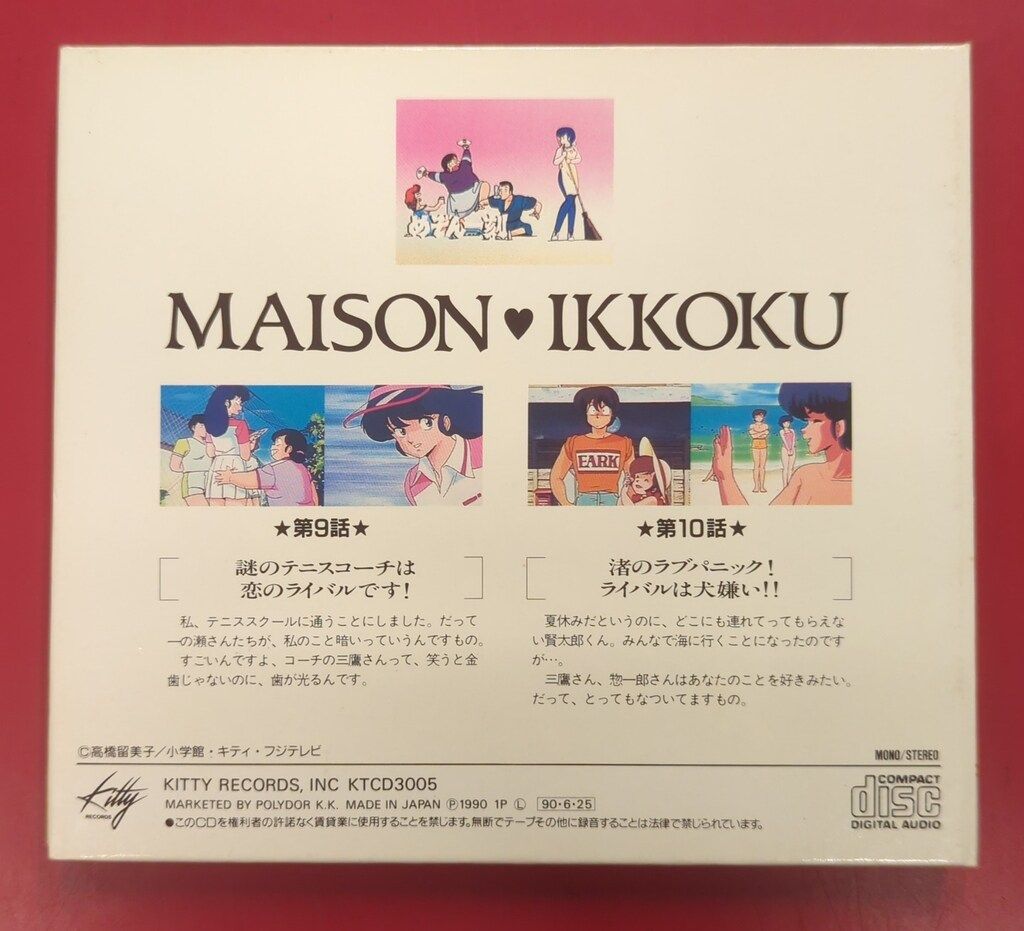 めぞん一刻
MAISON♥IKKOKU
EARK
★第9話★
謎のテニスコーチは
恋のライバルです!
私、テニススクールに通うことにしました。だって
一の瀬さんたちが、私のこと暗いっていうんですもの。
すごいんですよ、コーチの三鷹さんって、笑うと金
歯じゃないのに、歯が光るんです。
★第10話★
渚のラブパニック!
ライバルは犬嫌い!!
夏休みだというのに、どこにも連れてってもらえな
い賢太郎くん。みんなで海に行くことになったのです
が…。
三鷹さん、惣一郎さんはあなたのことを好きみたい。
だって、とってもなついてますもの。
©高橋留美子/小学館・キティ・フジテレビ
MONO/STEREO
Kitty
RECORDS
KITTY RECORDS, INC KTCD3005
MARKETED BY POLYDOR K.K. MADE IN JAPAN Ⓟ1990 1P Ⓛ 90・6・25
●このCDを権利者の許諾なく賃貸業に使用することを禁じます。無断でテープその他に録音することは法律で禁じられています。
COMPACT
disc
DIGITAL AUDIO